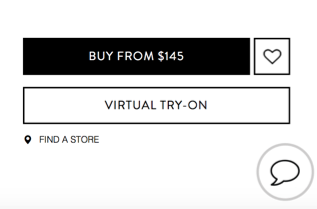 BUY FROM $145
VIRTUAL TRY-ON
FIND A STORE